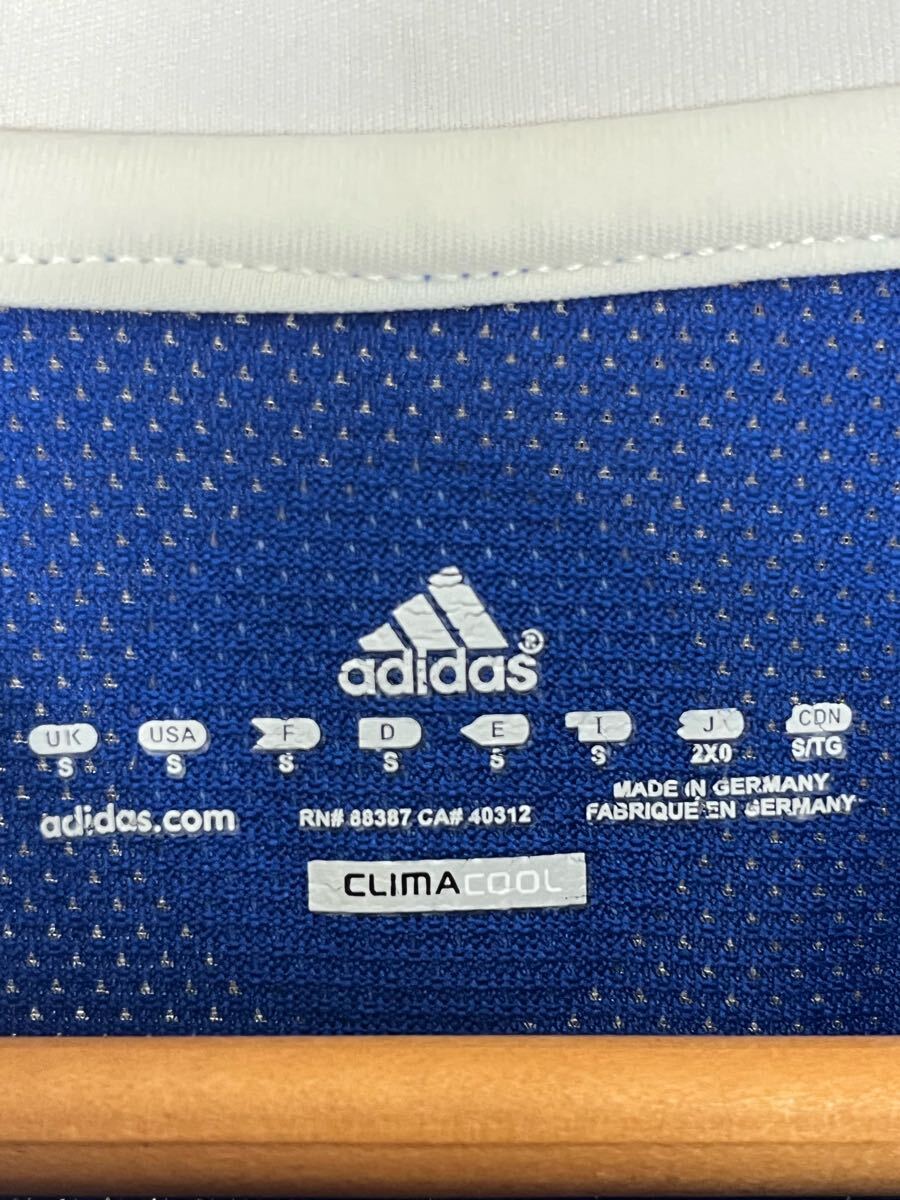 adidas®
UK USA F D E I J CDN
S S S S S S 2X0 S/TG
adidas.com RN# 88387 CA# 40312 MADE IN GERMANY
FABRIQUE EN GERMANY
CLIMACOOL